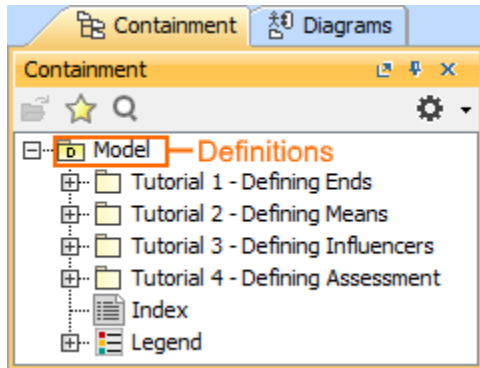 Containment Diagrams
Containment
D Model Definitions
Tutorial 1 - Defining Ends
Tutorial 2 - Defining Means
Tutorial 3 - Defining Influencers
Tutorial 4 - Defining Assessment
Index
Legend